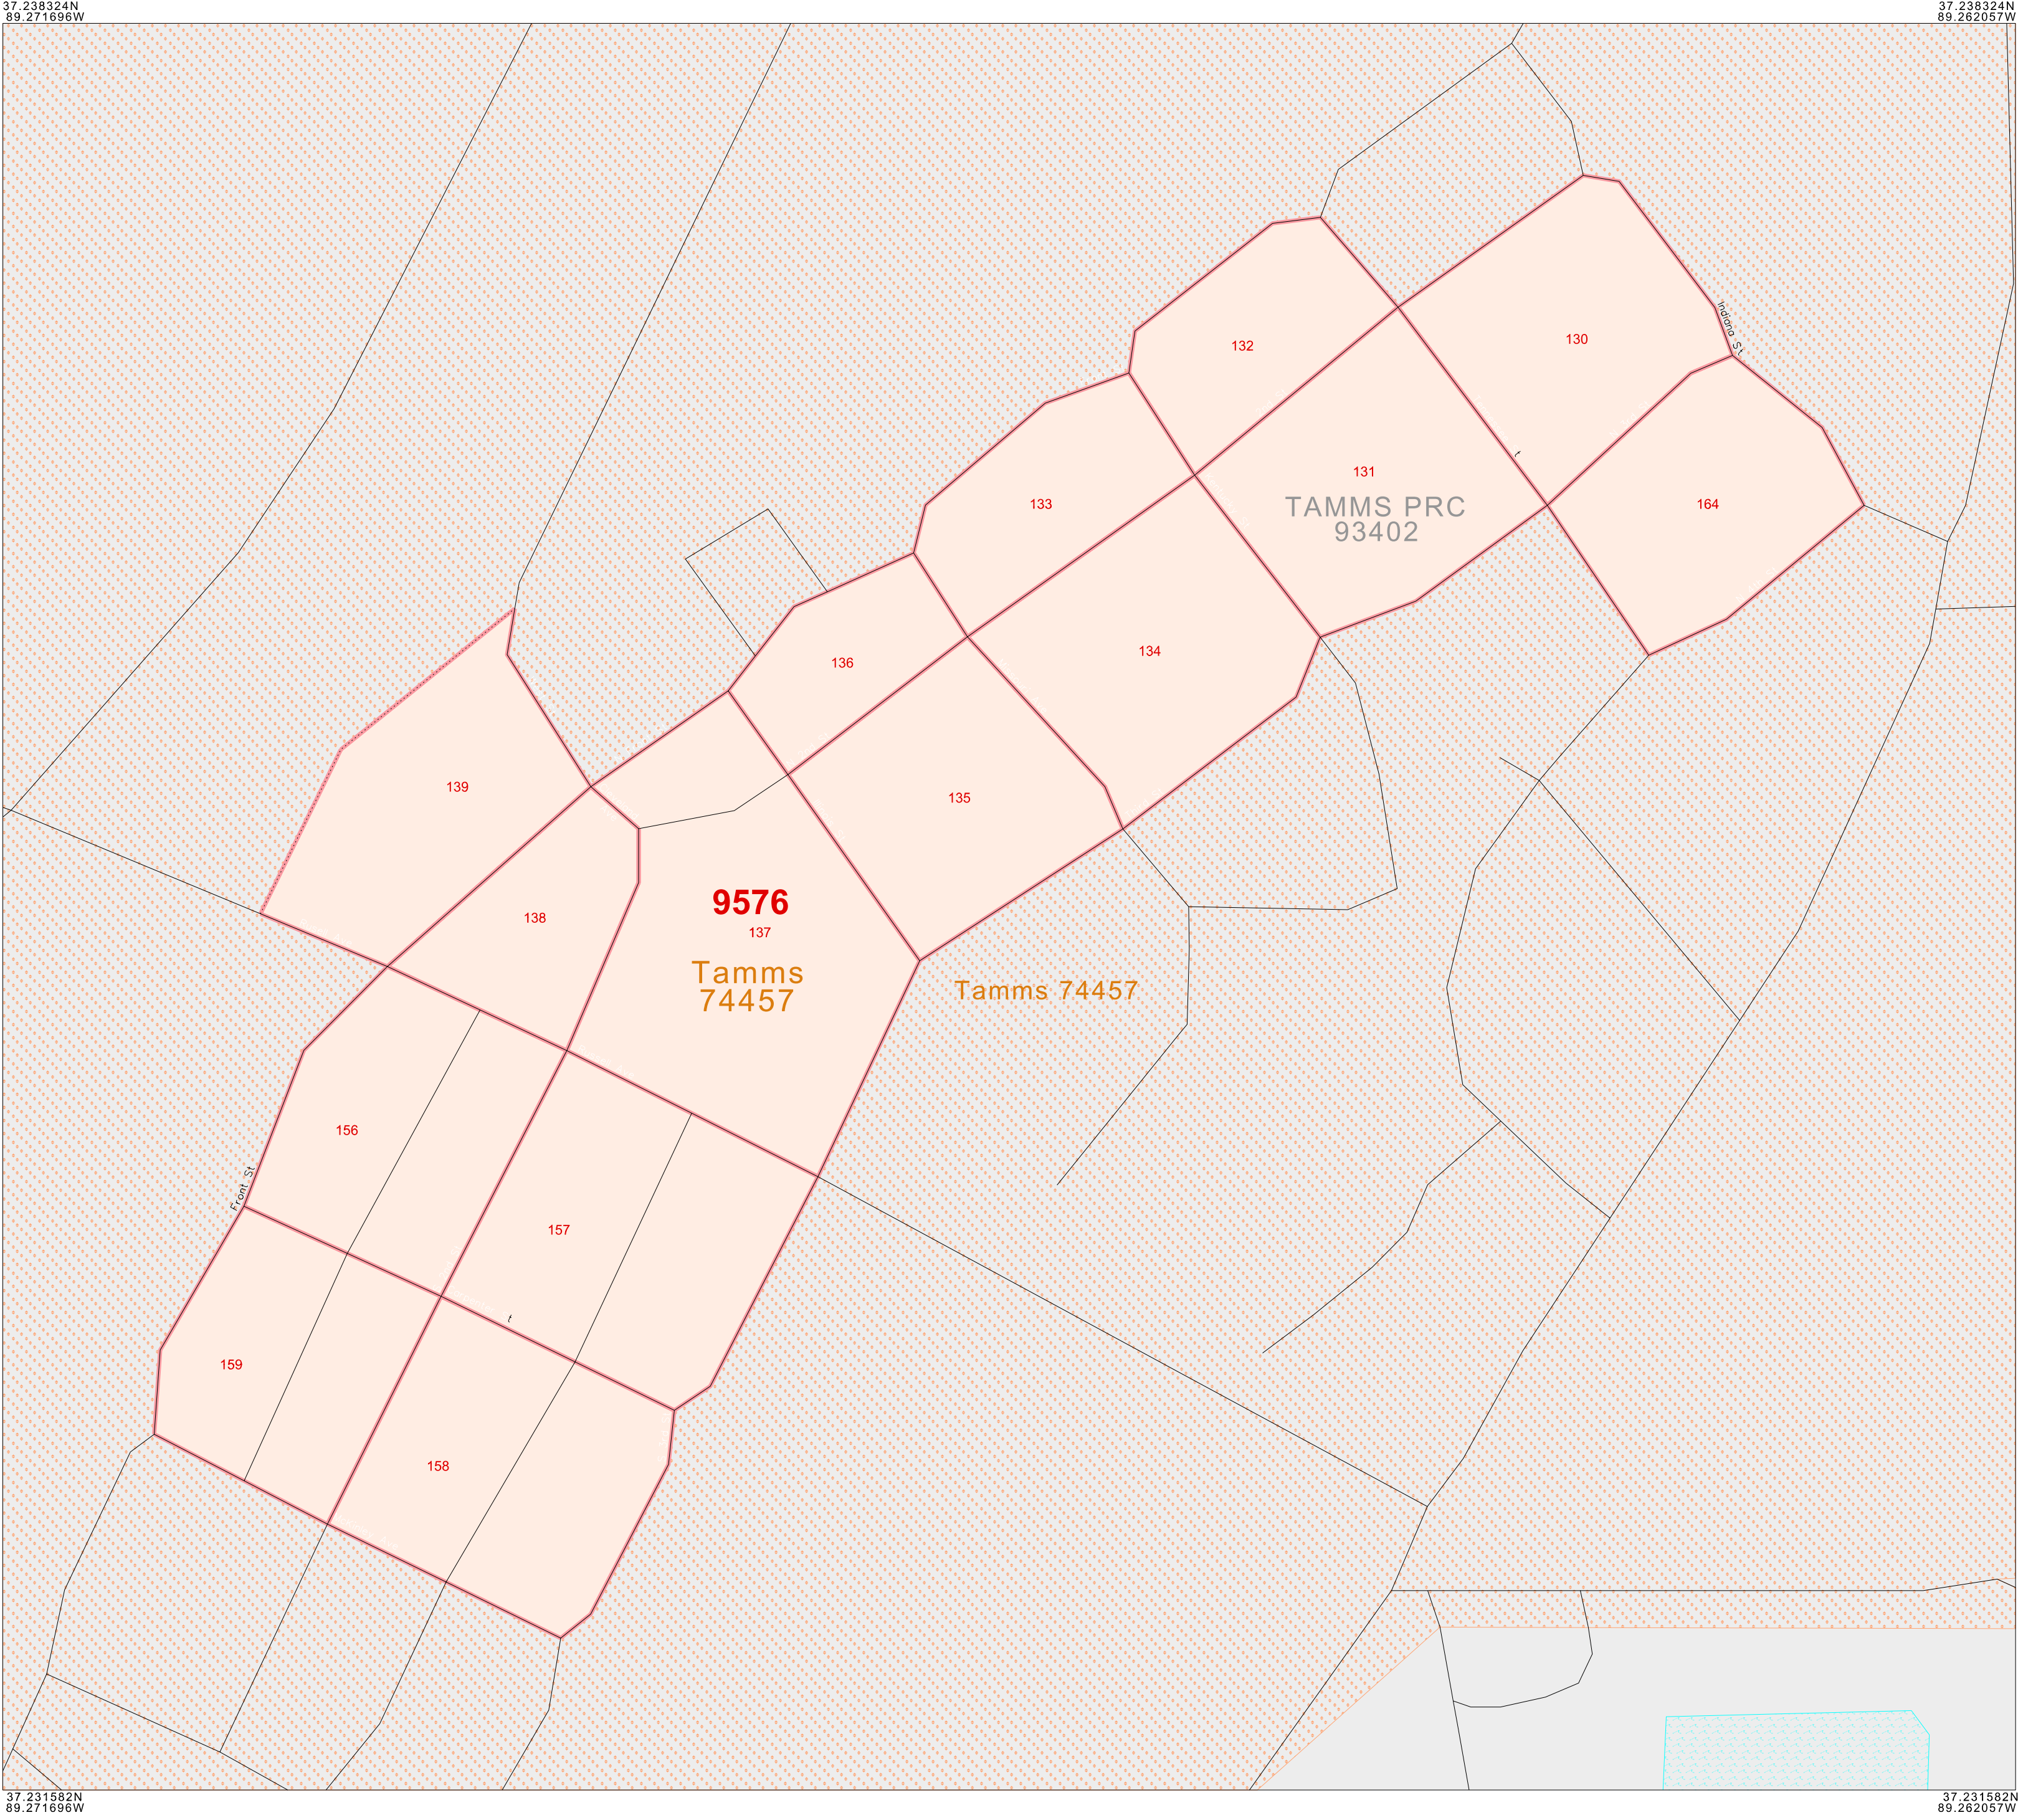 37.238324N
89.271696W
37.238324N
89.262057W
Indiana St
130
132
t
131
164
TAMMS PRC
93402
133
134
136
139
135
9576
138
137
Tamms
74457
Tamms 74457
156
Front St
157
t
159
158
37.231582N
89.271696W
37.231582N
89.262057W